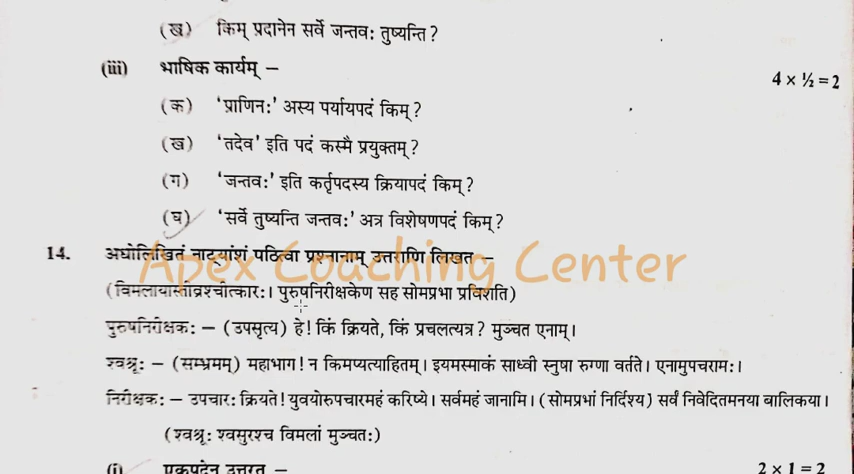 (ख) किम् प्रदानेन सर्वे जन्तवः तुष्यन्ति?
(iii) भाषिक कार्यम् – 4 × ½ = 2
(क) 'प्राणिनः' अस्य पर्यायपदं किम्?
(ख) 'तदेव' इति पदं कस्मै प्रयुक्तम्?
(ग) 'जन्तवः' इति कर्तृपदस्य क्रियापदं किम्?
(घ) 'सर्वे तुष्यन्ति जन्तवः' अत्र विशेषणपदं किम्?
14. अधोलिखितं नाट्यांशं पठित्वा प्रश्नानाम् उत्तराणि लिखत –
Apex Coaching Center
(विमलायास्तीव्रश्चीत्कारः। पुरुषनिरीक्षकेण सह सोमप्रभा प्रविशति)
पुरुषनिरीक्षकः – (उपसृत्य) हे! किं क्रियते, किं प्रचलत्यत्र? मुञ्चत एनाम्।
श्वश्रूः – (सम्भ्रमम्) महाभाग! न किमप्यत्याहितम्। इयमस्माकं साध्वी स्नुषा रुग्णा वर्तते। एनामुपचरामः।
निरीक्षकः – उपचारः क्रियते! युवयोरुपचारमहं करिष्ये। सर्वमहं जानामि। (सोमप्रभां निर्दिश्य) सर्वं निवेदितमनया बालिकया।
(श्वश्रूः श्वसुरश्च विमलां मुञ्चतः)
(i) एकपदेन उत्तरत – 2 × 1 = 2